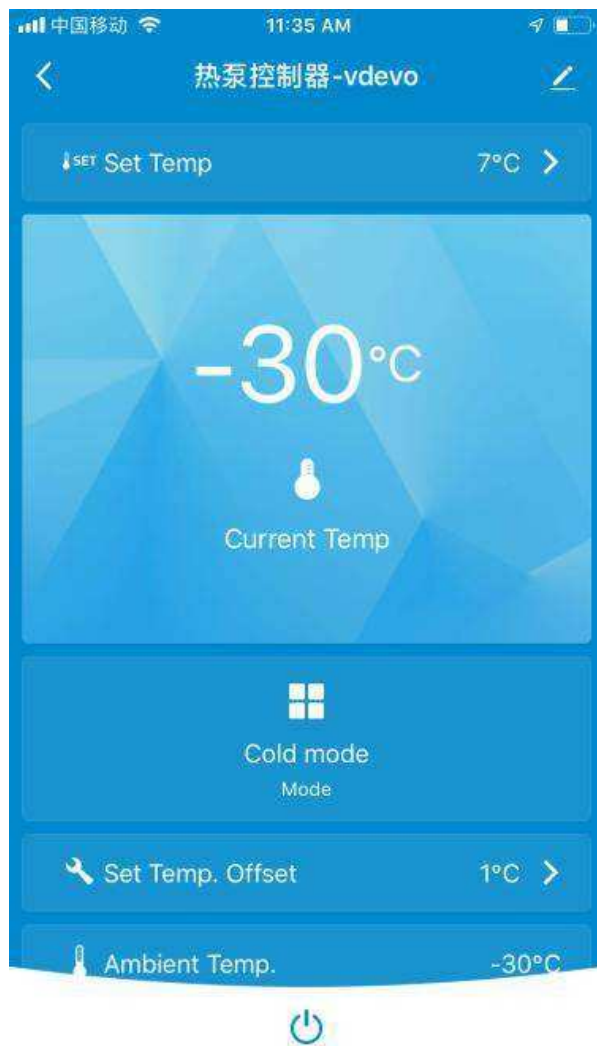 中国移动 11:35 AM
热泵控制器-vdevo
SET Set Temp 7°C
-30°C
Current Temp
Cold mode
Mode
Set Temp. Offset 1°C
Ambient Temp. -30°C